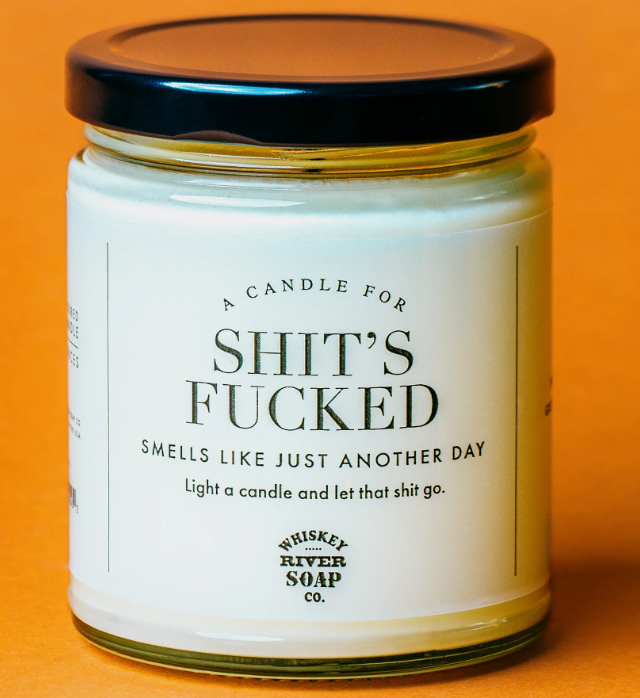 A CANDLE FOR
SHIT'S
FUCKED
SMELLS LIKE JUST ANOTHER DAY
Light a candle and let that shit go.
WHISKEY
RIVER
SOAP
CO.